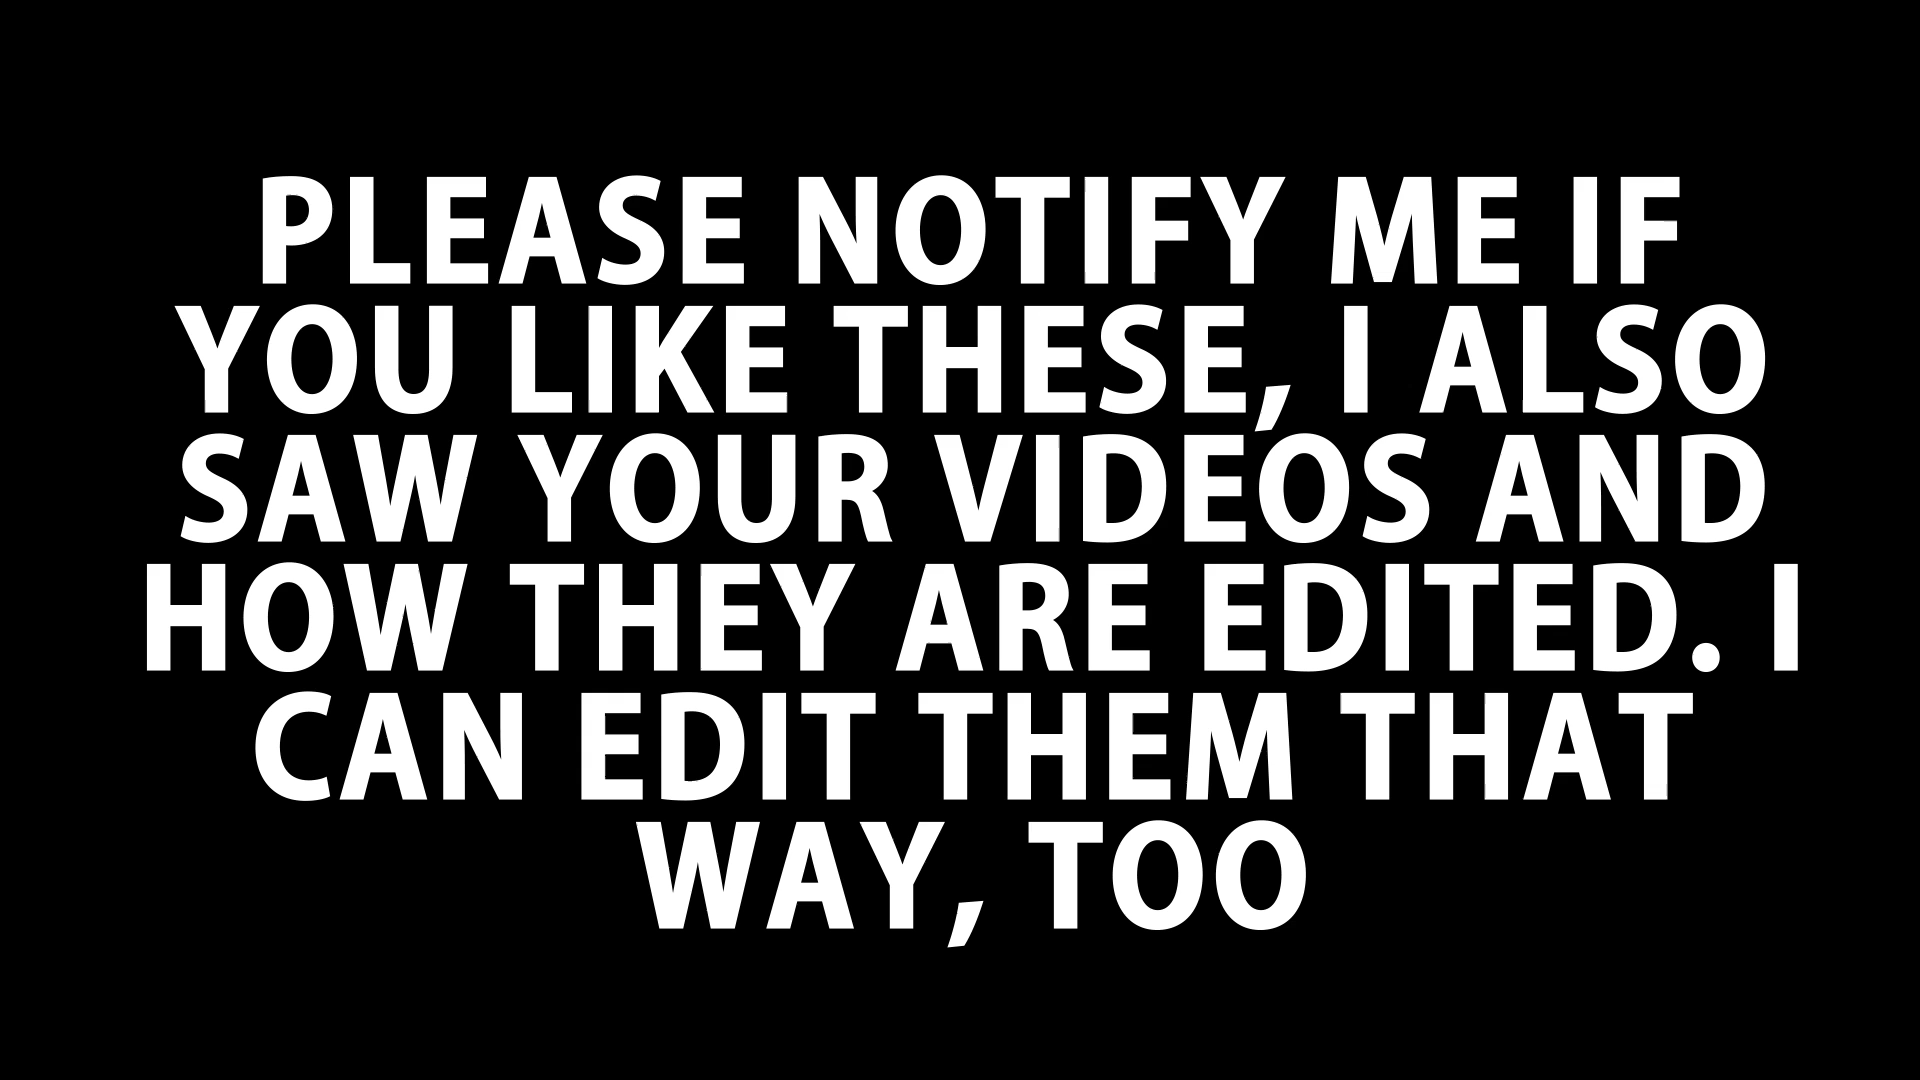 PLEASE NOTIFY ME IF
YOU LIKE THESE, I ALSO
SAW YOUR VIDEOS AND
HOW THEY ARE EDITED. I
CAN EDIT THEM THAT
WAY, TOO